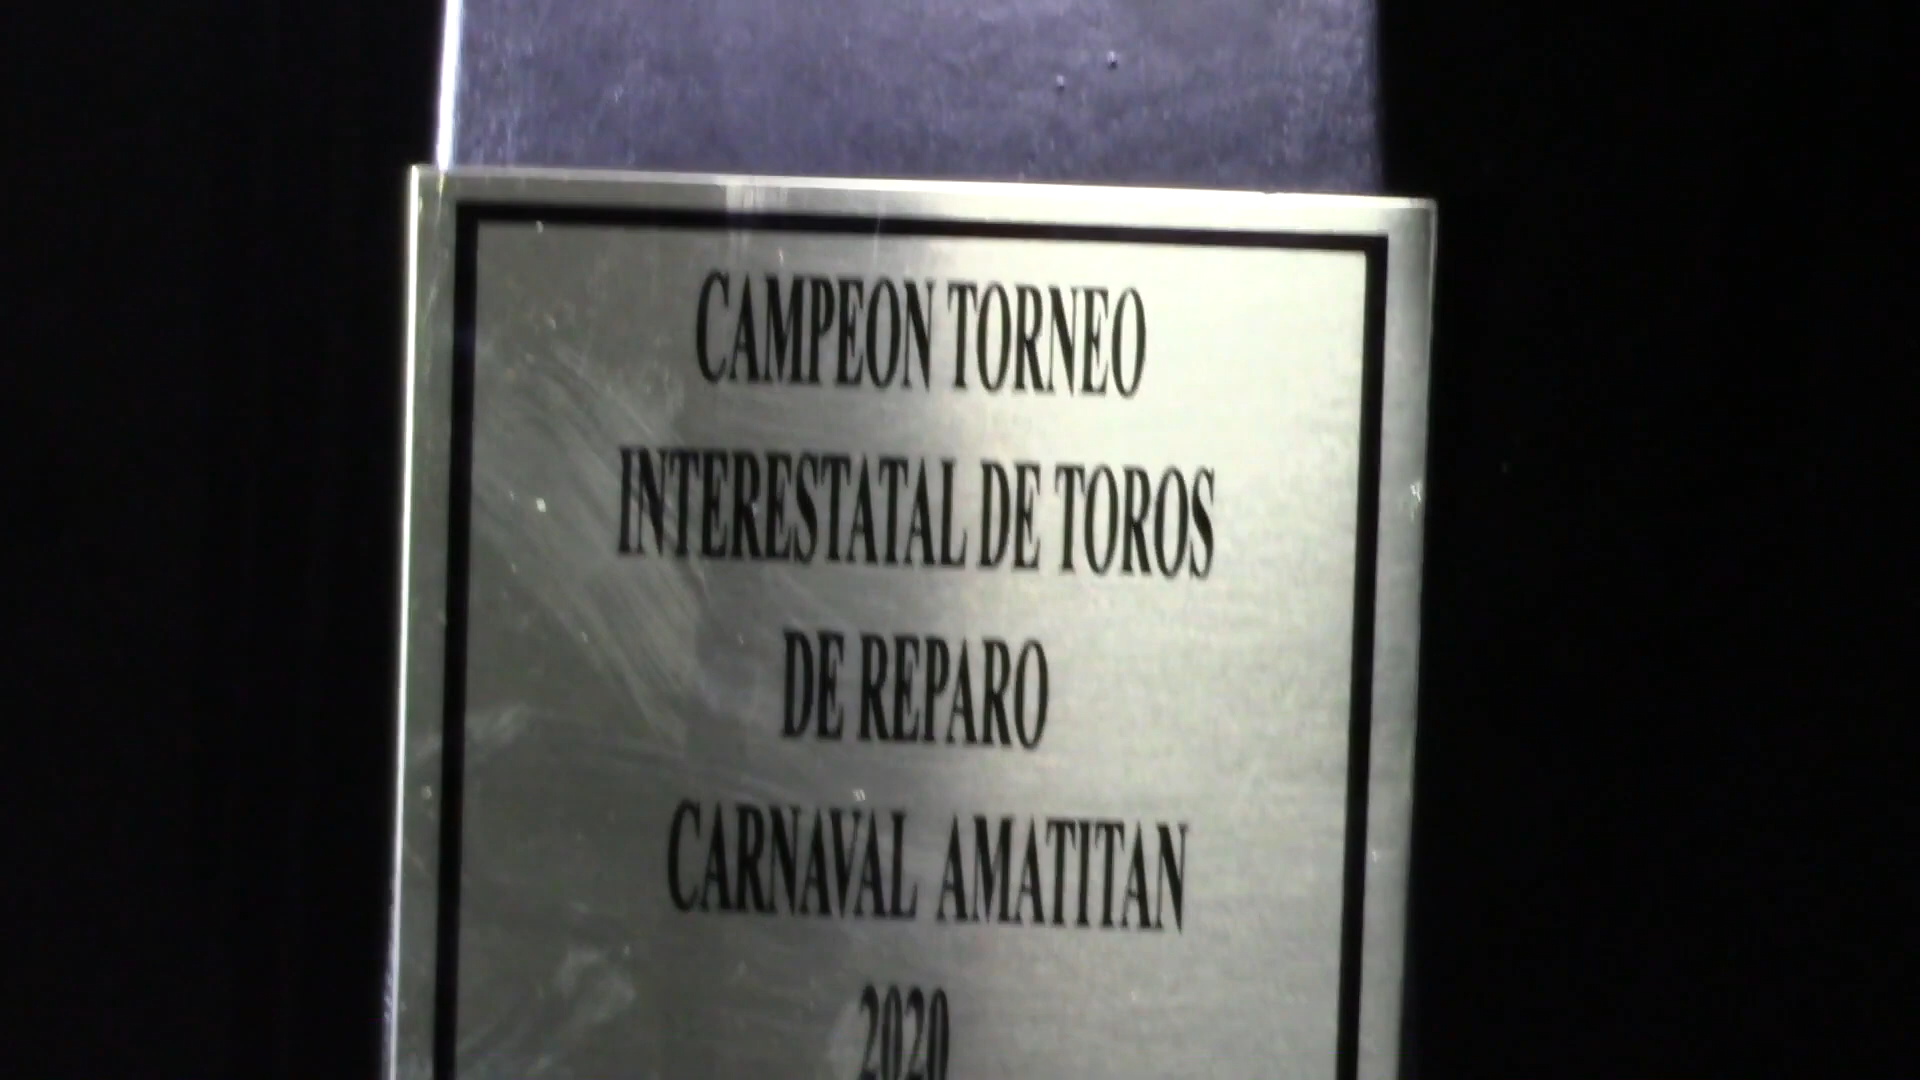 CAMPEON TORNEO
INTERESTATAL DE TOROS
DE REPARO
CARNAVAL AMATITAN
2020